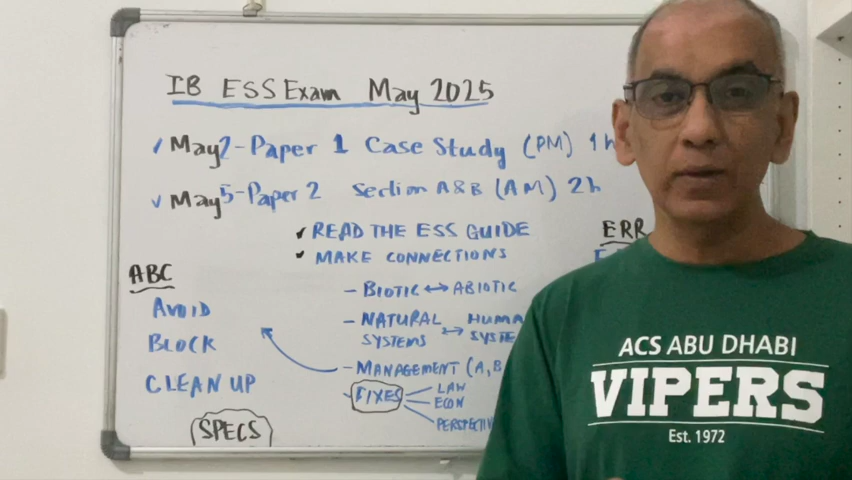 IB ESS Exam May 2025
May 2 - Paper 1 Case Study (PM) 1h
May 5 - Paper 2 Section A&B (AM) 2h
✓ READ THE ESS GUIDE
✓ MAKE CONNECTIONS
- BIOTIC ↔ ABIOTIC
- NATURAL SYSTEMS ↔
- MANAGEMENT (A, B
- FIXES
LAW
ECON
ABC
AVOID
BLOCK
CLEAN UP
SPECS
ERR
ACS ABU DHABI
VIPERS
Est. 1972